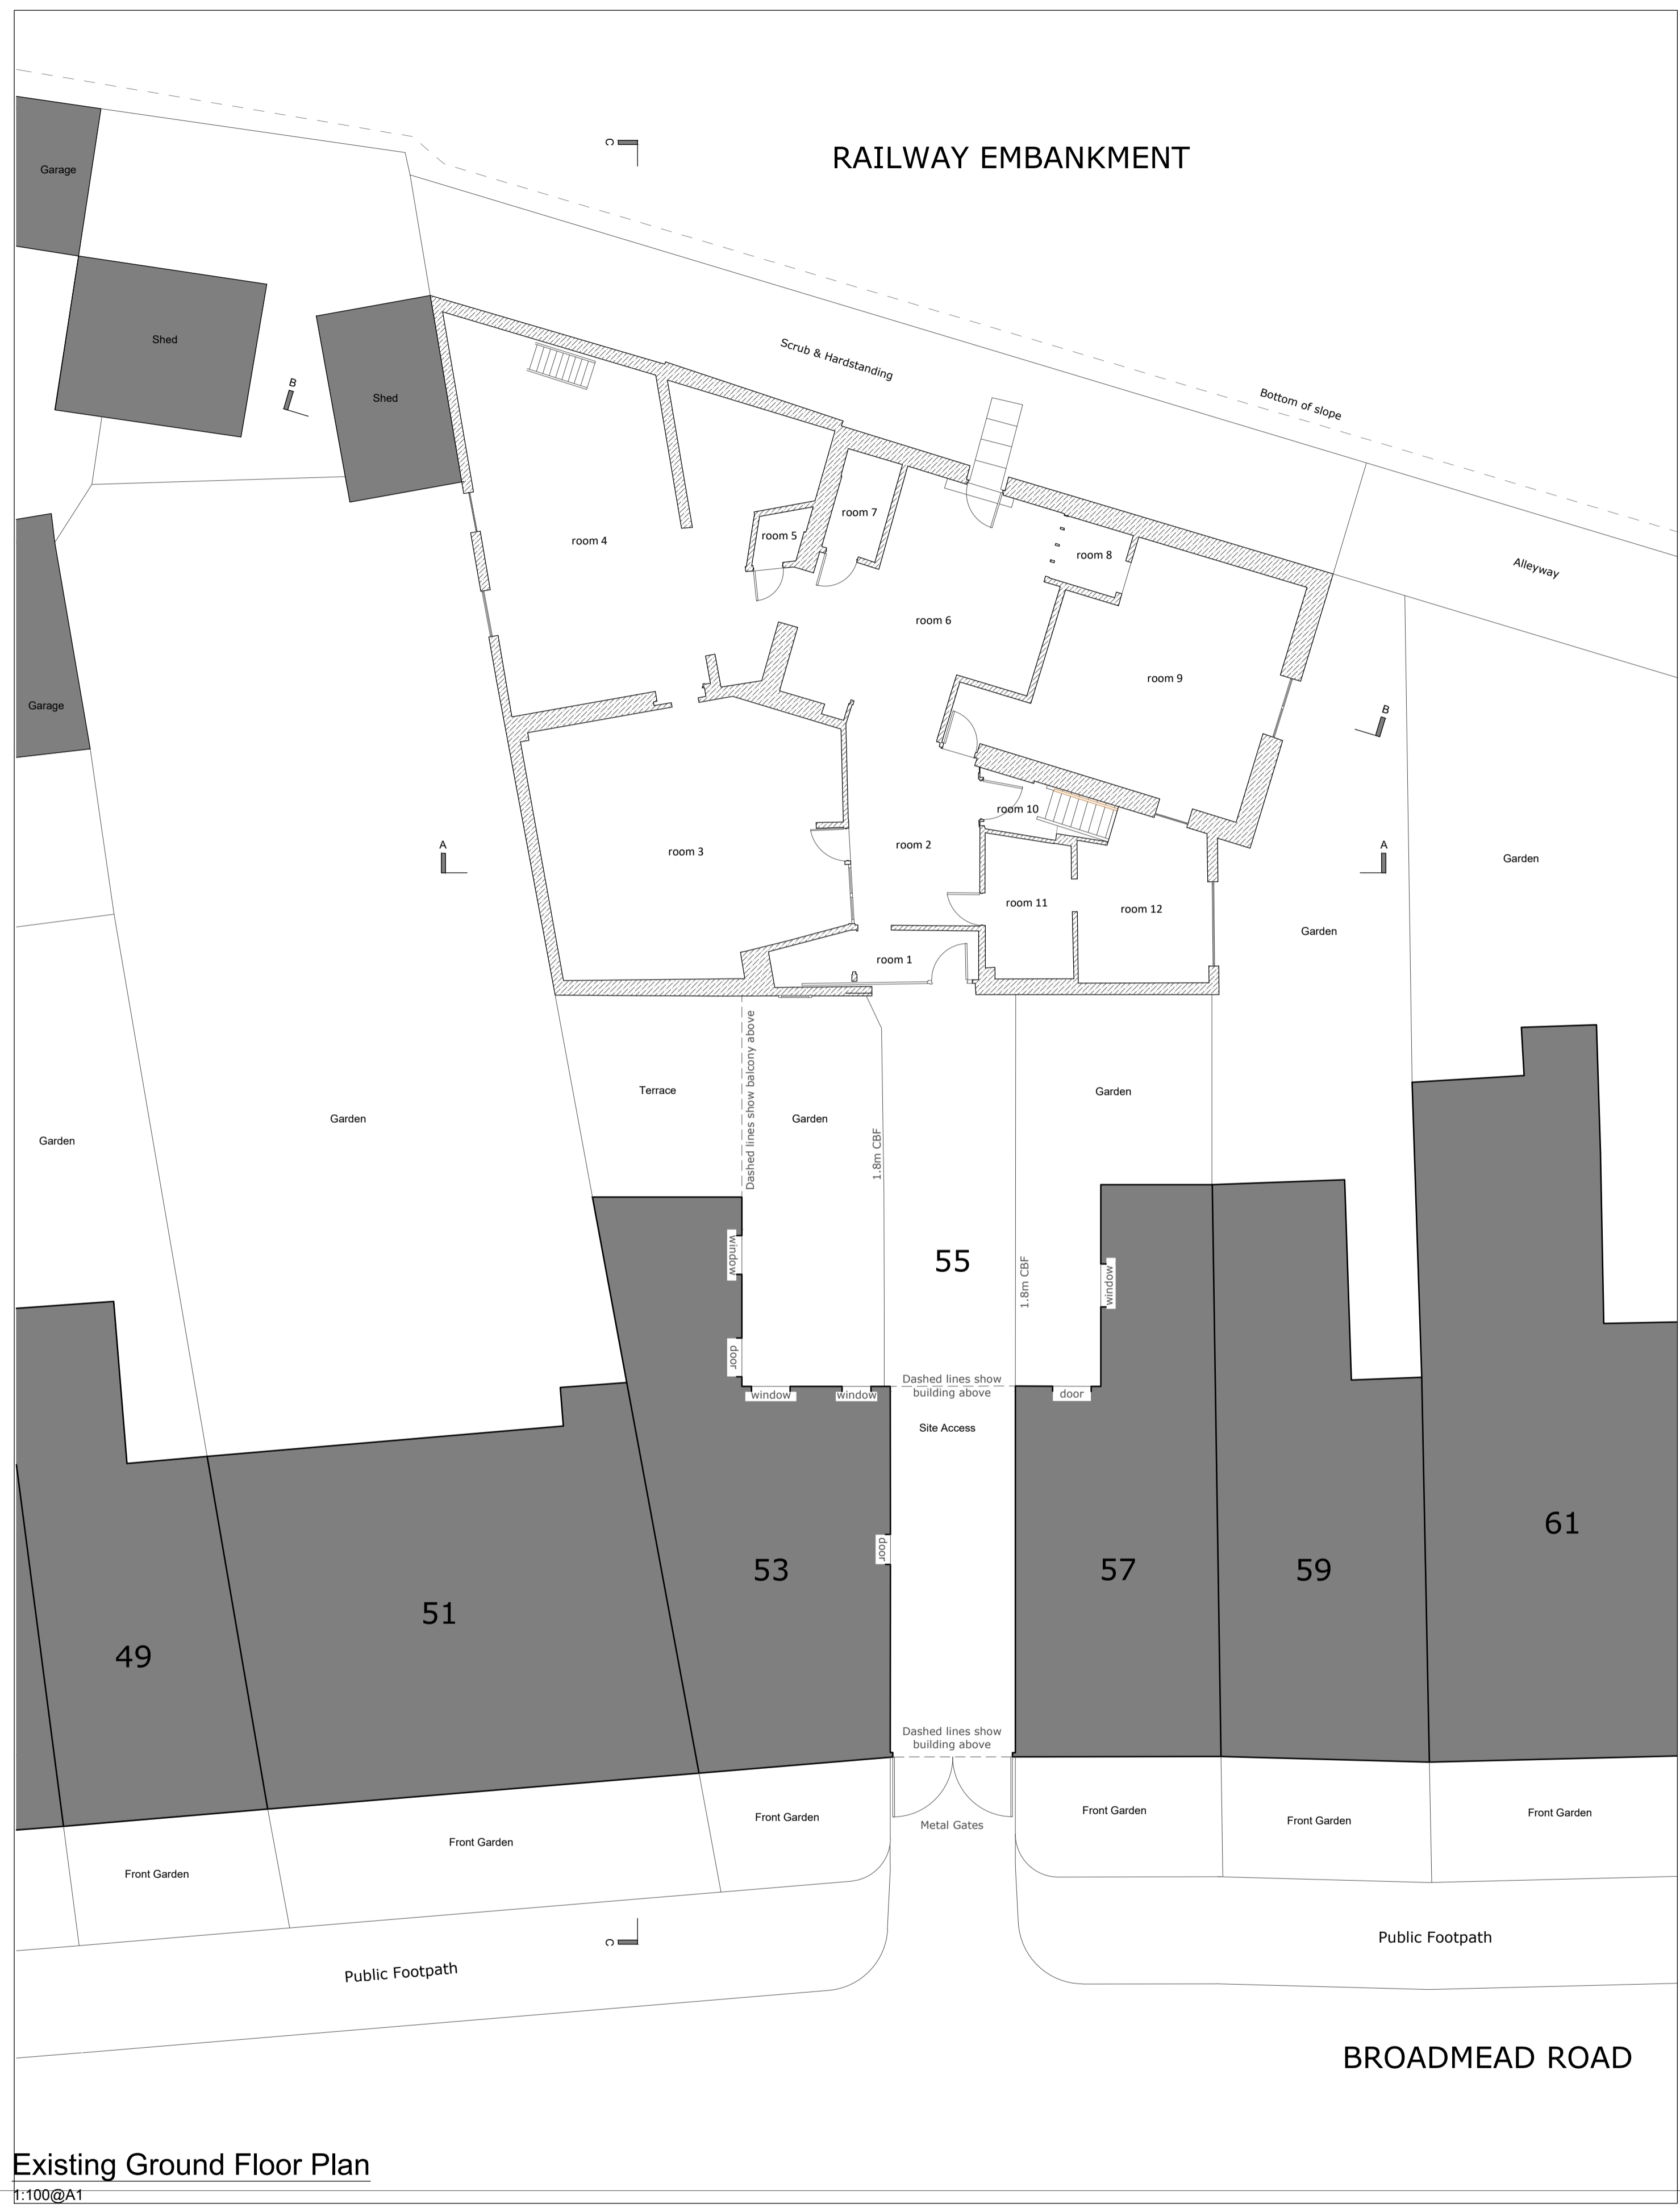 C
RAILWAY EMBANKMENT
Garage
Shed
Scrub & Hardstanding
B
Shed
Bottom of slope
room 7
room 5
room 4
room 8
Alleyway
room 6
room 9
Garage
B
room 10
A
room 2
A
room 3
Garden
room 11
room 12
Garden
room 1
Dashed lines show balcony above
Terrace
Garden
Garden
Garden
Garden
1.8m CBF
window
55
1.8m CBF
window
door
Dashed lines show
building above
window
window
door
Site Access
61
door
53
57
59
51
49
Dashed lines show
building above
Front Garden
Metal Gates
Front Garden
Front Garden
Front Garden
Front Garden
Front Garden
C
Public Footpath
Public Footpath
BROADMEAD ROAD
Existing Ground Floor Plan
1:100@A1